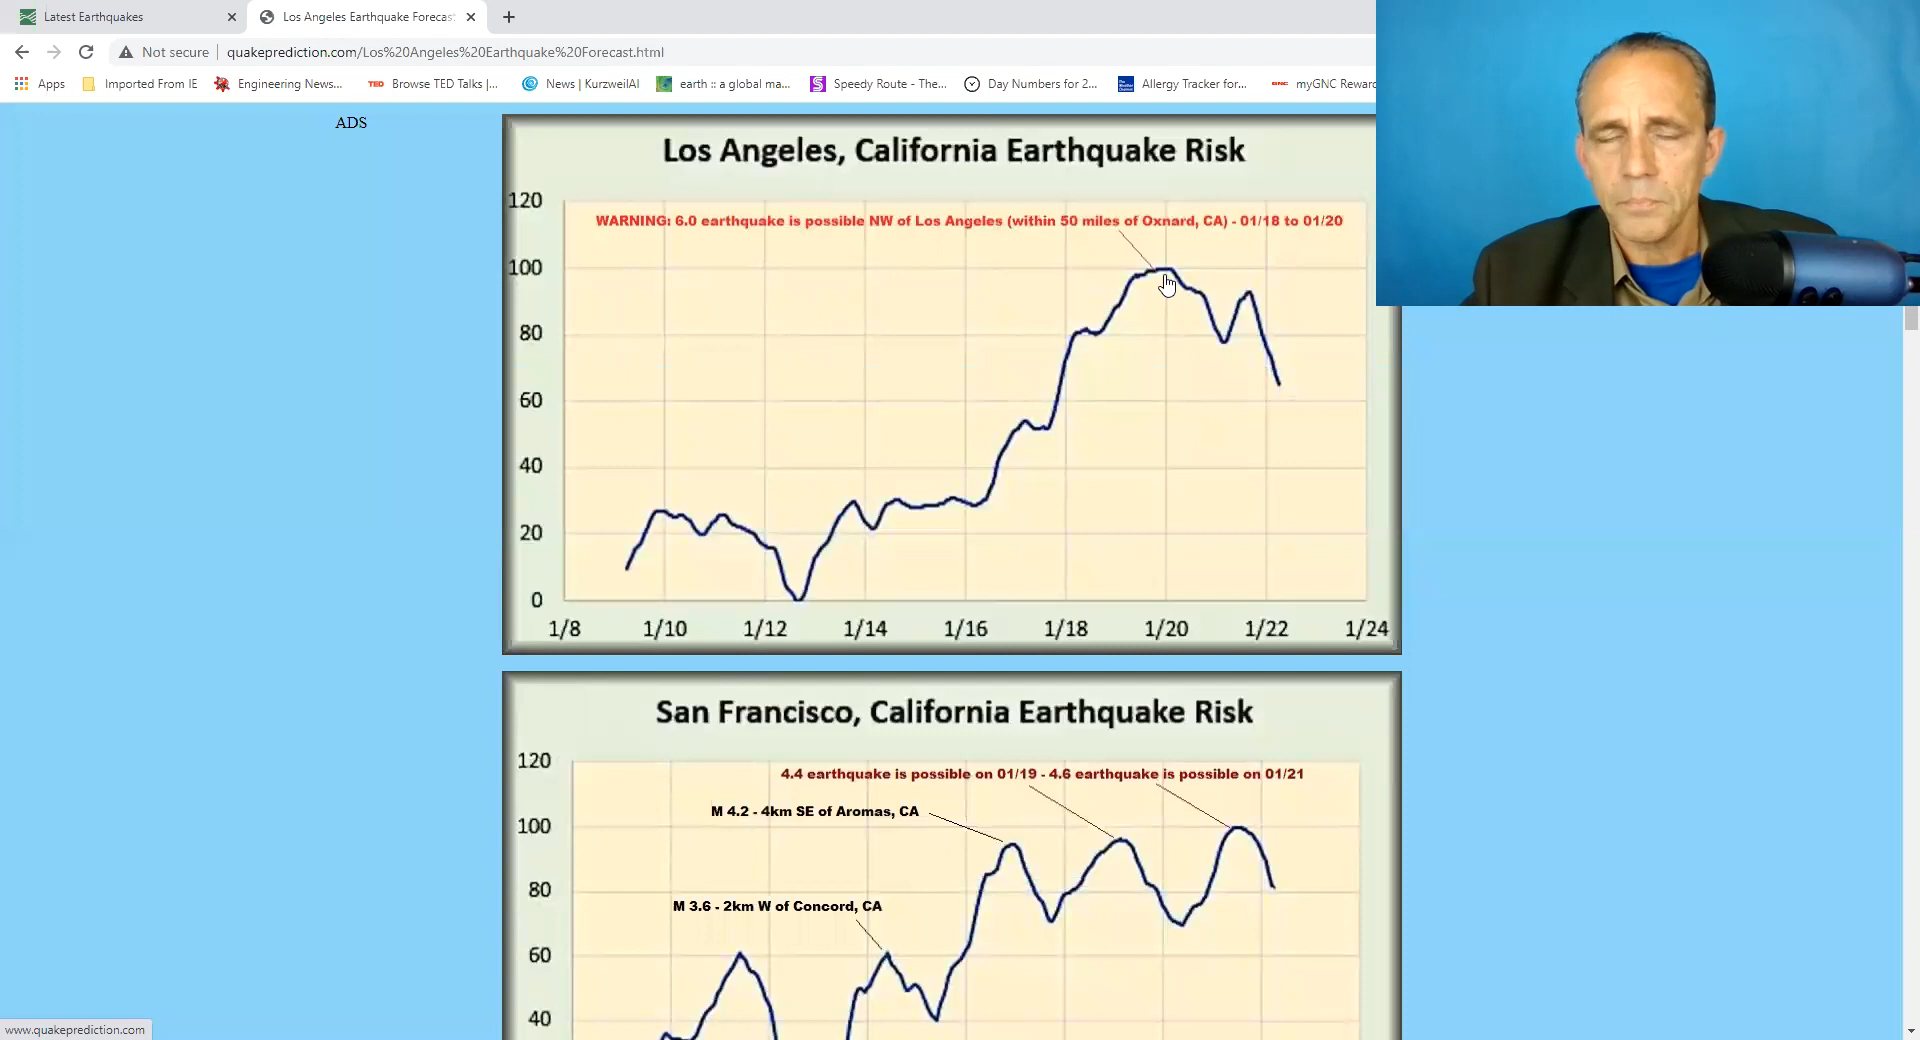 Latest Earthquakes
Los Angeles Earthquake Forecas
Not secure
quakeprediction.com/Los%20Angeles%20Earthquake%20Forecast.html
Apps
Imported From IE
Engineering News...
TED
Browse TED Talks |...
News | KurzweilAI
earth :: a global ma...
Speedy Route - The...
Day Numbers for 2...
Allergy Tracker for...
GNC
myGNC Rewar
ADS
Los Angeles, California Earthquake Risk
120
WARNING: 6.0 earthquake is possible NW of Los Angeles (within 50 miles of Oxnard, CA) - 01/18 to 01/20
100
80
60
40
20
0
1/8 1/10 1/12 1/14 1/16 1/18 1/20 1/22 1/24
San Francisco, California Earthquake Risk
120
4.4 earthquake is possible on 01/19 - 4.6 earthquake is possible on 01/21
M 4.2 - 4km SE of Aromas, CA
100
80
M 3.6 - 2km W of Concord, CA
60
40
www.quakeprediction.com